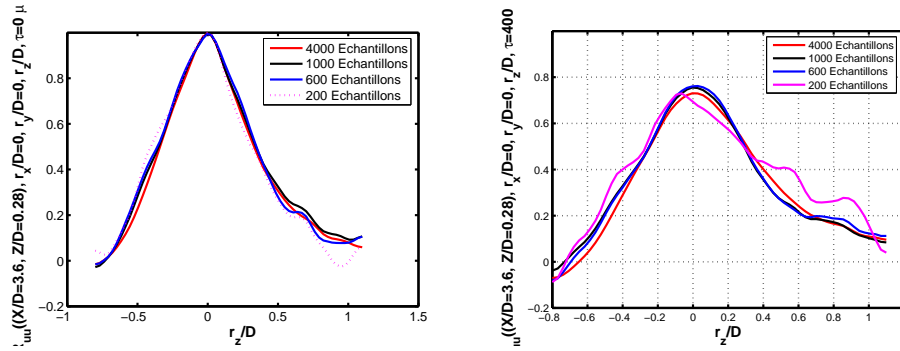 R_uu((X/D=3.6, Z/D=0.28), r_x/D=0, r_y/D=0, r_z/D, τ=0 μ
0.8
0.6
0.4
0.2
0
−0.2
−1
−0.5
0
0.5
1
1.5
r_z/D
4000 Echantillons
1000 Echantillons
600 Echantillons
200 Echantillons
uu((X/D=3.6, Z/D=0.28), r_x/D=0, r_y/D=0, r_z/D, τ=400
1
0.8
0.6
0.4
0.2
0
−0.2
−0.8
−0.6
−0.4
−0.2
0
0.2
0.4
0.6
0.8
1
r_z/D
4000 Echantillons
1000 Echantillons
600 Echantillons
200 Echantillons